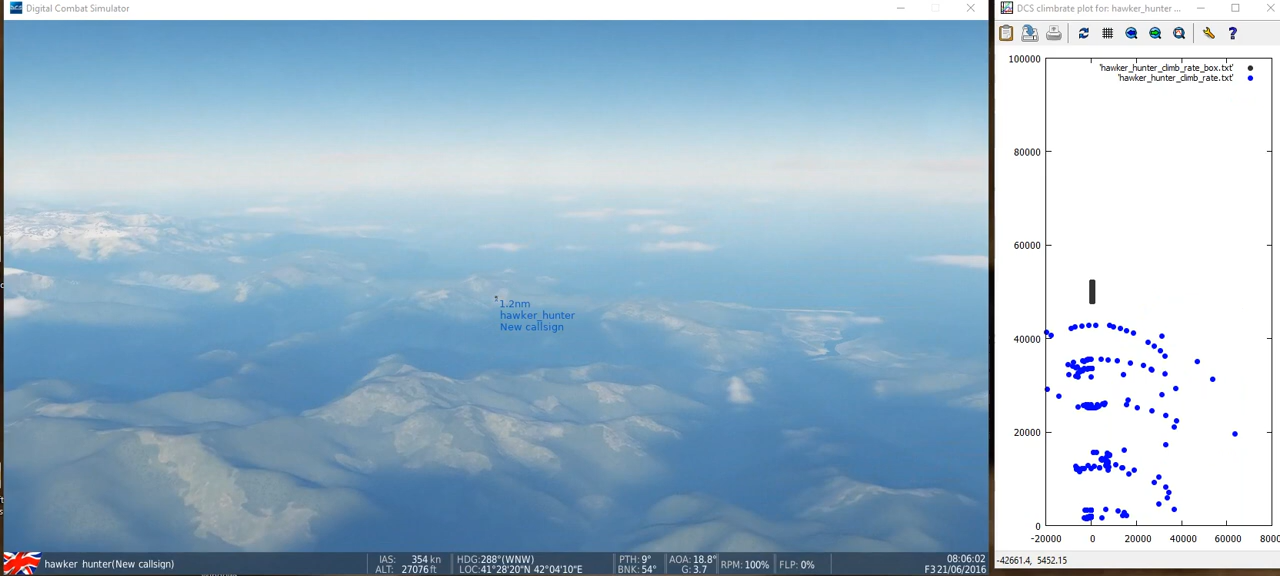 Digital Combat Simulator
DCS climbrate plot for: hawker_hunter ...
'hawker_hunter_climb_rate_box.txt'
'hawker_hunter_climb_rate.txt'
100000
80000
60000
40000
20000
0
-20000 0 20000 40000 60000 8000
-42661.4, 5452.15
1.2nm
hawker_hunter
New callsign
hawker hunter(New callsign)
IAS: 354 kn
ALT: 27076 ft
HDG: 288°(WNW)
LOC: 41°28'20"N 42°04'10"E
PTH: 9°
BNK: 54°
AOA: 18.8°
G: 3.7
RPM: 100%
FLP: 0%
08:06:02
F3 21/06/2016